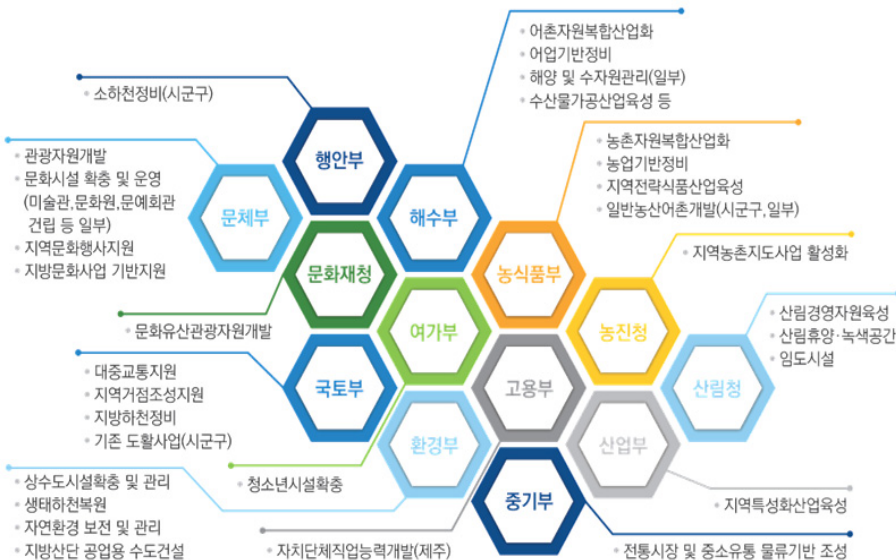 • 어촌자원복합산업화
• 어업기반정비
• 해양 및 수자원관리(일부)
• 수산물가공산업육성 등
• 소하천정비(시군구)
• 농촌자원복합산업화
• 농업기반정비
• 지역전략식품산업육성
• 일반농산어촌개발(시군구,일부)
• 관광자원개발
• 문화시설 확충 및 운영
(미술관,문화원,문예회관
건립 등 일부)
• 지역문화행사지원
• 지방문화사업 기반지원
행안부
문체부
해수부
문화재청
농식품부
• 지역농촌지도사업 활성화
• 문화유산관광자원개발
여가부
농진청
• 산림경영자원육성
• 산림휴양·녹색공간
• 임도시설
• 대중교통지원
• 지역거점조성지원
• 지방하천정비
• 기존 도활사업(시군구)
국토부
고용부
산림청
환경부
산업부
• 청소년시설확충
• 상수도시설확충 및 관리
• 생태하천복원
• 자연환경 보전 및 관리
• 지방산단 공업용 수도건설
중기부
• 지역특성화산업육성
• 자치단체직업능력개발(제주)
• 전통시장 및 중소유통 물류기반 조성